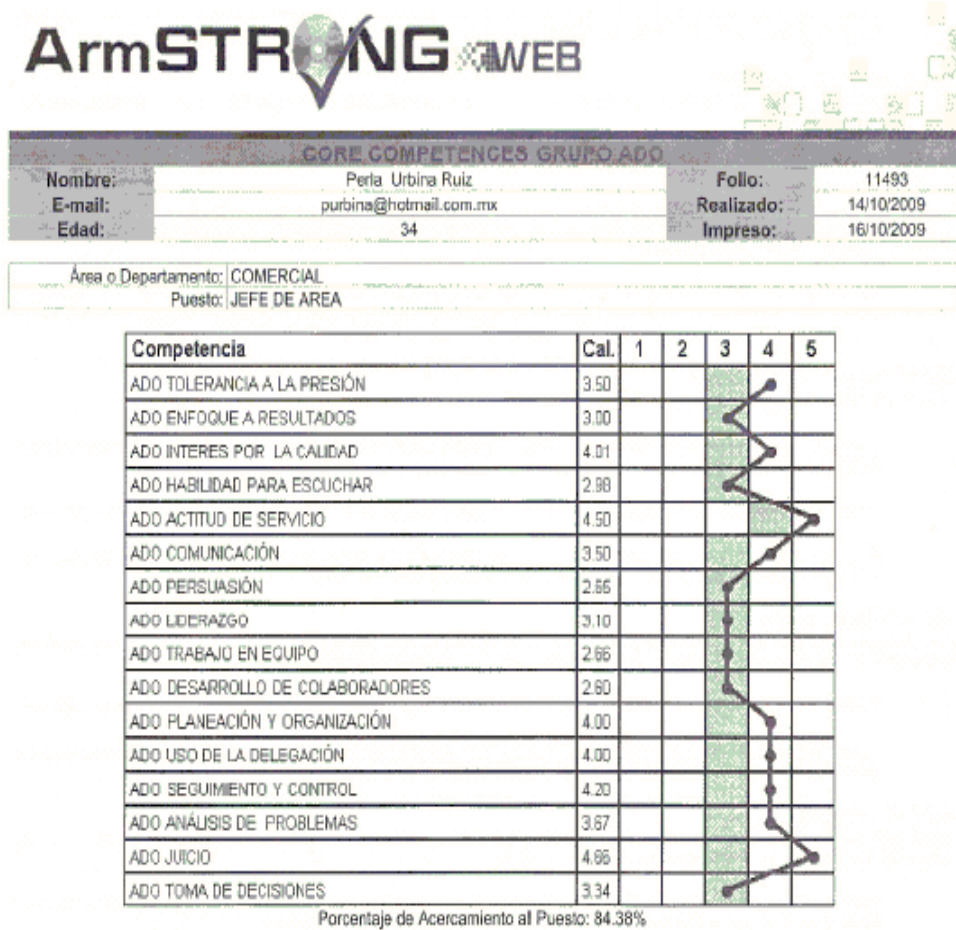 ArmSTRONG WEB
CORE COMPETENCES GRUPO ADO
Nombre: Perla Urbina Ruiz Folio: 11493
E-mail: purbina@hotmail.com.mx Realizado: 14/10/2009
Edad: 34 Impreso: 16/10/2009
Área o Departamento: COMERCIAL
Puesto: JEFE DE AREA
Competencia Cal. 1 2 3 4 5
ADO TOLERANCIA A LA PRESIÓN 3.50
ADO ENFOQUE A RESULTADOS 3.00
ADO INTERES POR LA CALIDAD 4.01
ADO HABILIDAD PARA ESCUCHAR 2.98
ADO ACTITUD DE SERVICIO 4.50
ADO COMUNICACIÓN 3.50
ADO PERSUASIÓN 2.65
ADO LIDERAZGO 3.10
ADO TRABAJO EN EQUIPO 2.66
ADO DESARROLLO DE COLABORADORES 2.60
ADO PLANEACIÓN Y ORGANIZACIÓN 4.00
ADO USO DE LA DELEGACIÓN 4.00
ADO SEGUIMIENTO Y CONTROL 4.20
ADO ANÁLISIS DE PROBLEMAS 3.67
ADO JUICIO 4.66
ADO TOMA DE DECISIONES 3.34
Porcentaje de Acercamiento al Puesto: 84.38%